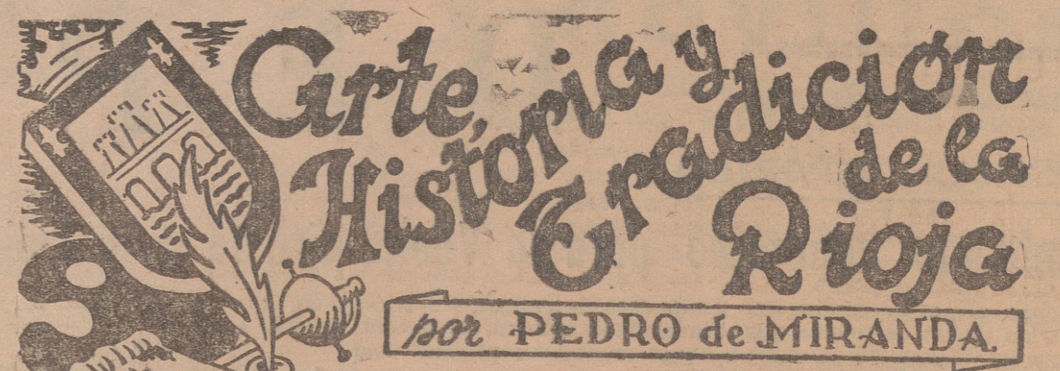 Arte,
Historia y
Tradición
de la
Rioja
por PEDRO de MIRANDA.